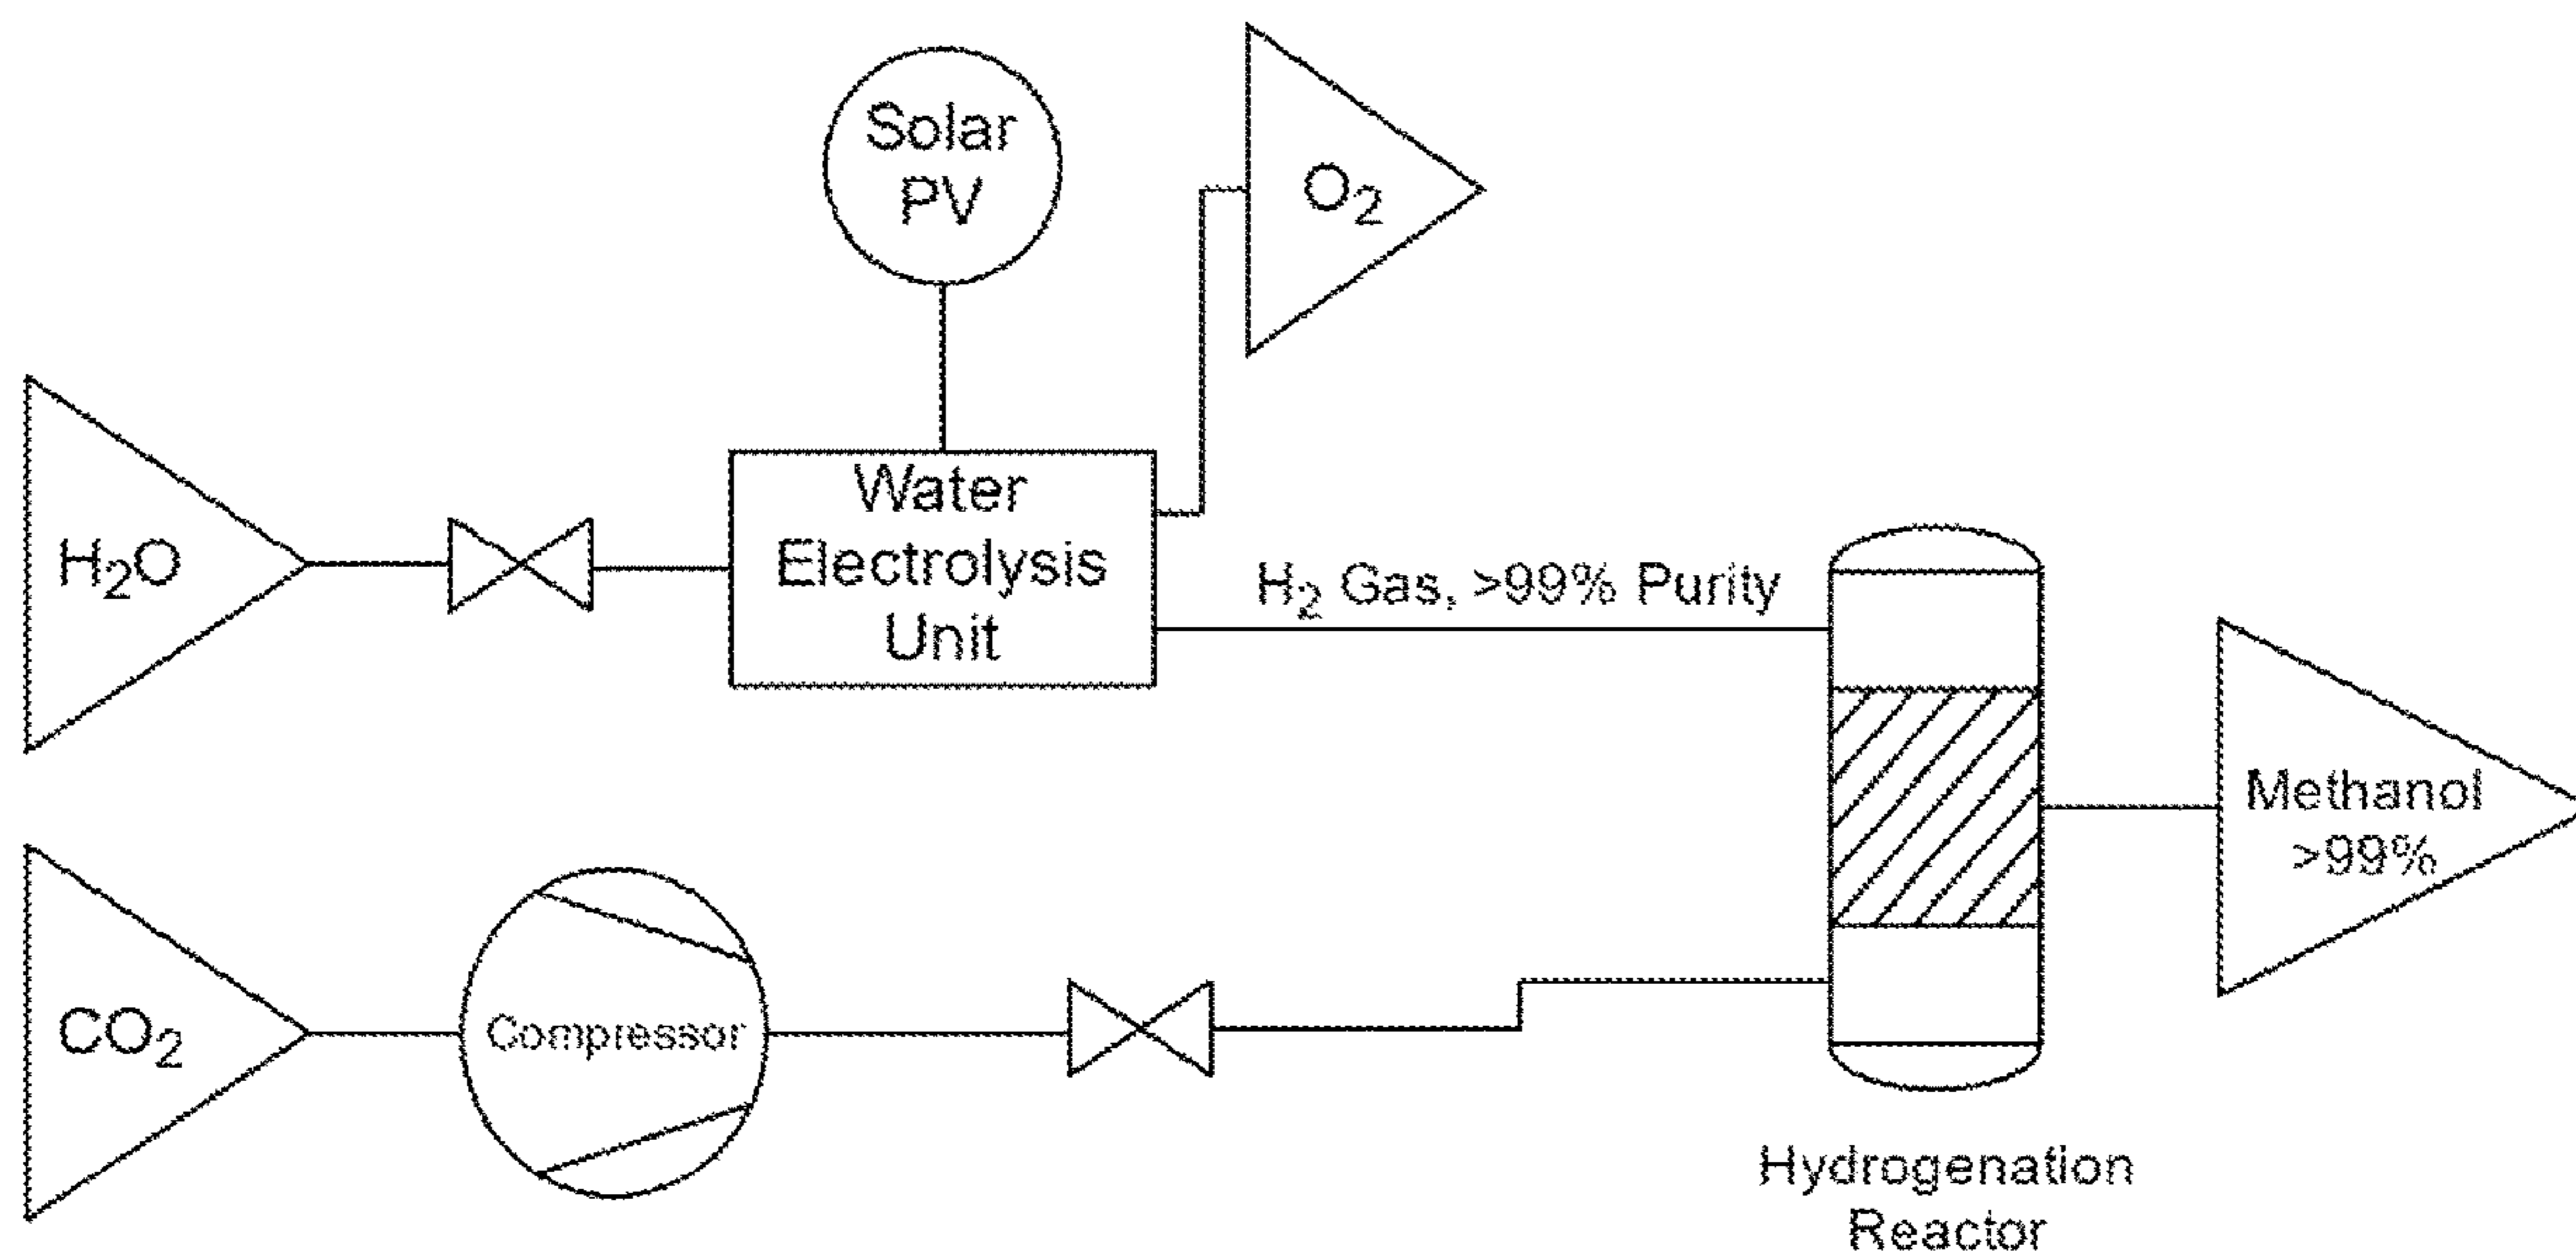 Solar
PV
O₂
H₂O
Water
Electrolysis
Unit
H₂ Gas, >99% Purity
Methanol
>99%
CO₂
Compressor
Hydrogenation
Reactor